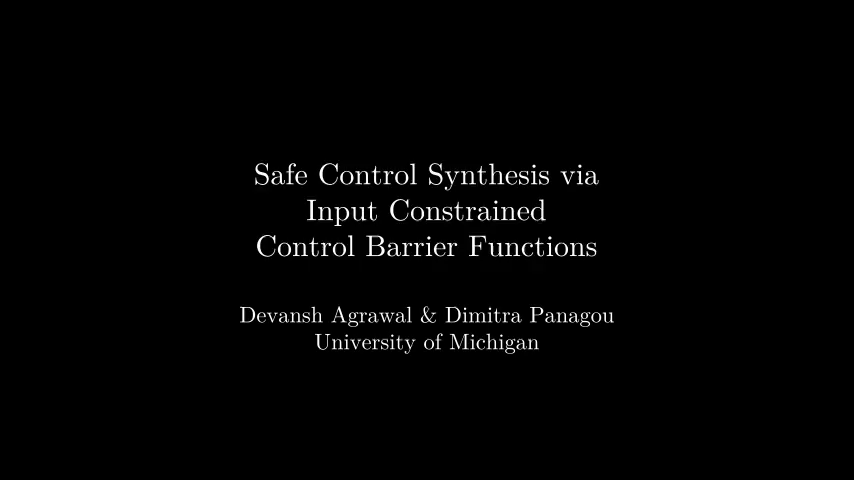 Safe Control Synthesis via
Input Constrained
Control Barrier Functions
Devansh Agrawal & Dimitra Panagou
University of Michigan